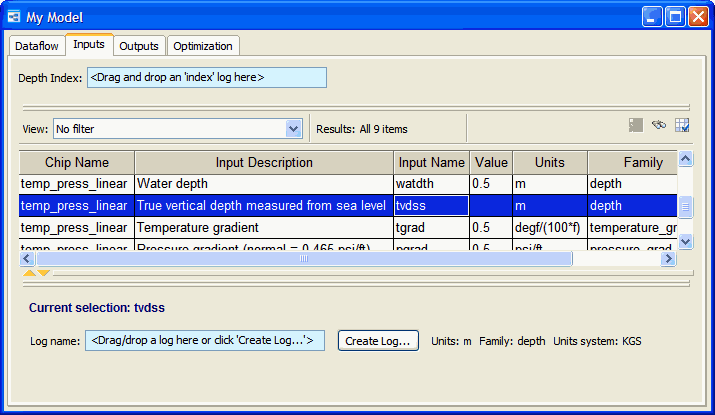 My Model
Dataflow Inputs Outputs Optimization
Depth Index: <Drag and drop an 'index' log here>
View: No filter Results: All 9 items
Chip Name Input Description Input Name Value Units Family
temp_press_linear Water depth watdth 0.5 m depth
temp_press_linear True vertical depth measured from sea level tvdss m depth
temp_press_linear Temperature gradient tgrad 0.5 degf/(100*f) temperature_gr
temp_press_linear Pressure gradient (normal = 0.465 psi/ft) pgrad 0.5 psi/ft pressure_grad
Current selection: tvdss
Log name: <Drag/drop a log here or click 'Create Log...'> Create Log... Units: m Family: depth Units system: KGS